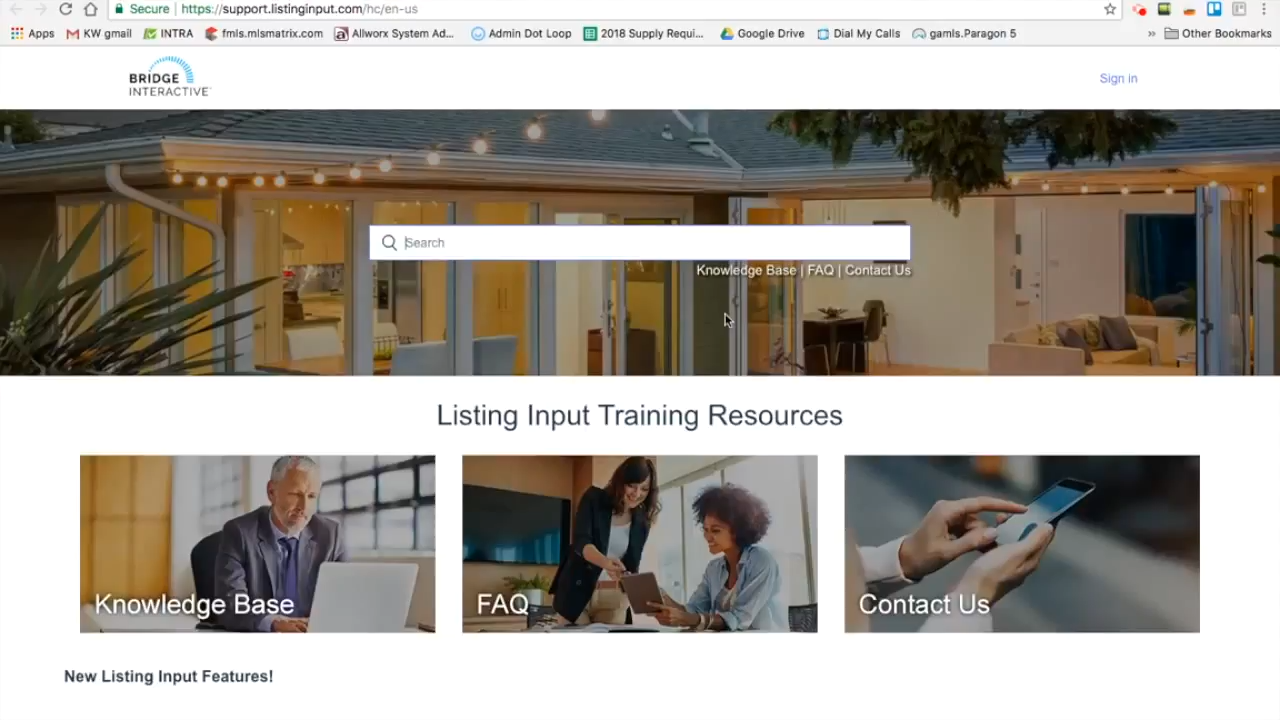 Secure | https://support.listinginput.com/hc/en-us
Apps KW gmail INTRA fmls.mlsmatrix.com Allworx System Ad... Admin Dot Loop 2018 Supply Requi... Google Drive Dial My Calls gamls.Paragon 5 » Other Bookmarks
BRIDGE
INTERACTIVE
Sign in
Search
Knowledge Base | FAQ | Contact Us
Listing Input Training Resources
Knowledge Base
FAQ
Contact Us
New Listing Input Features!